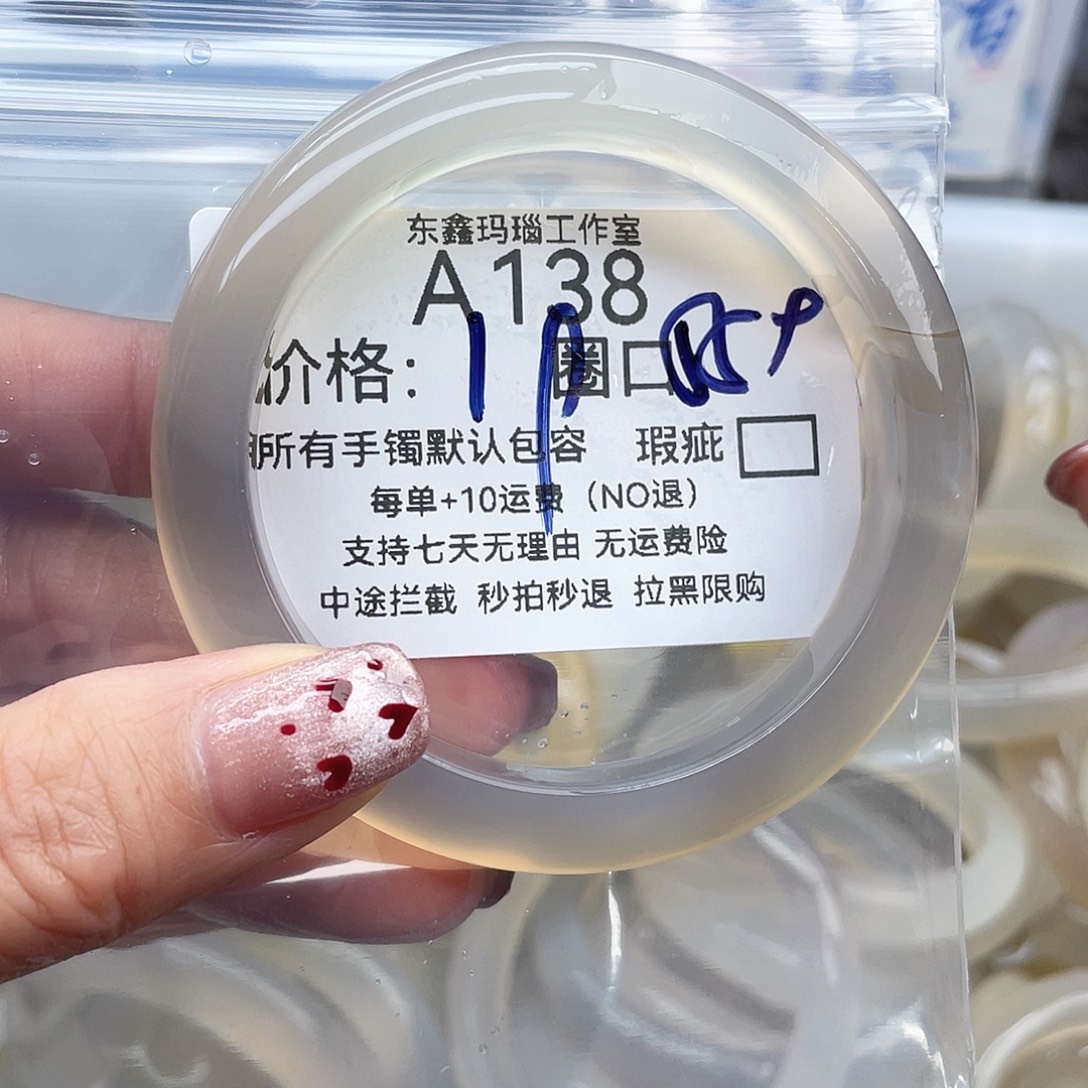 东鑫玛瑙工作室
A138
价格： 圈口
所有手镯默认包容 瑕疵
每单+10运费（NO退）
支持七天无理由 无运费险
中途拦截 秒拍秒退 拉黑限购